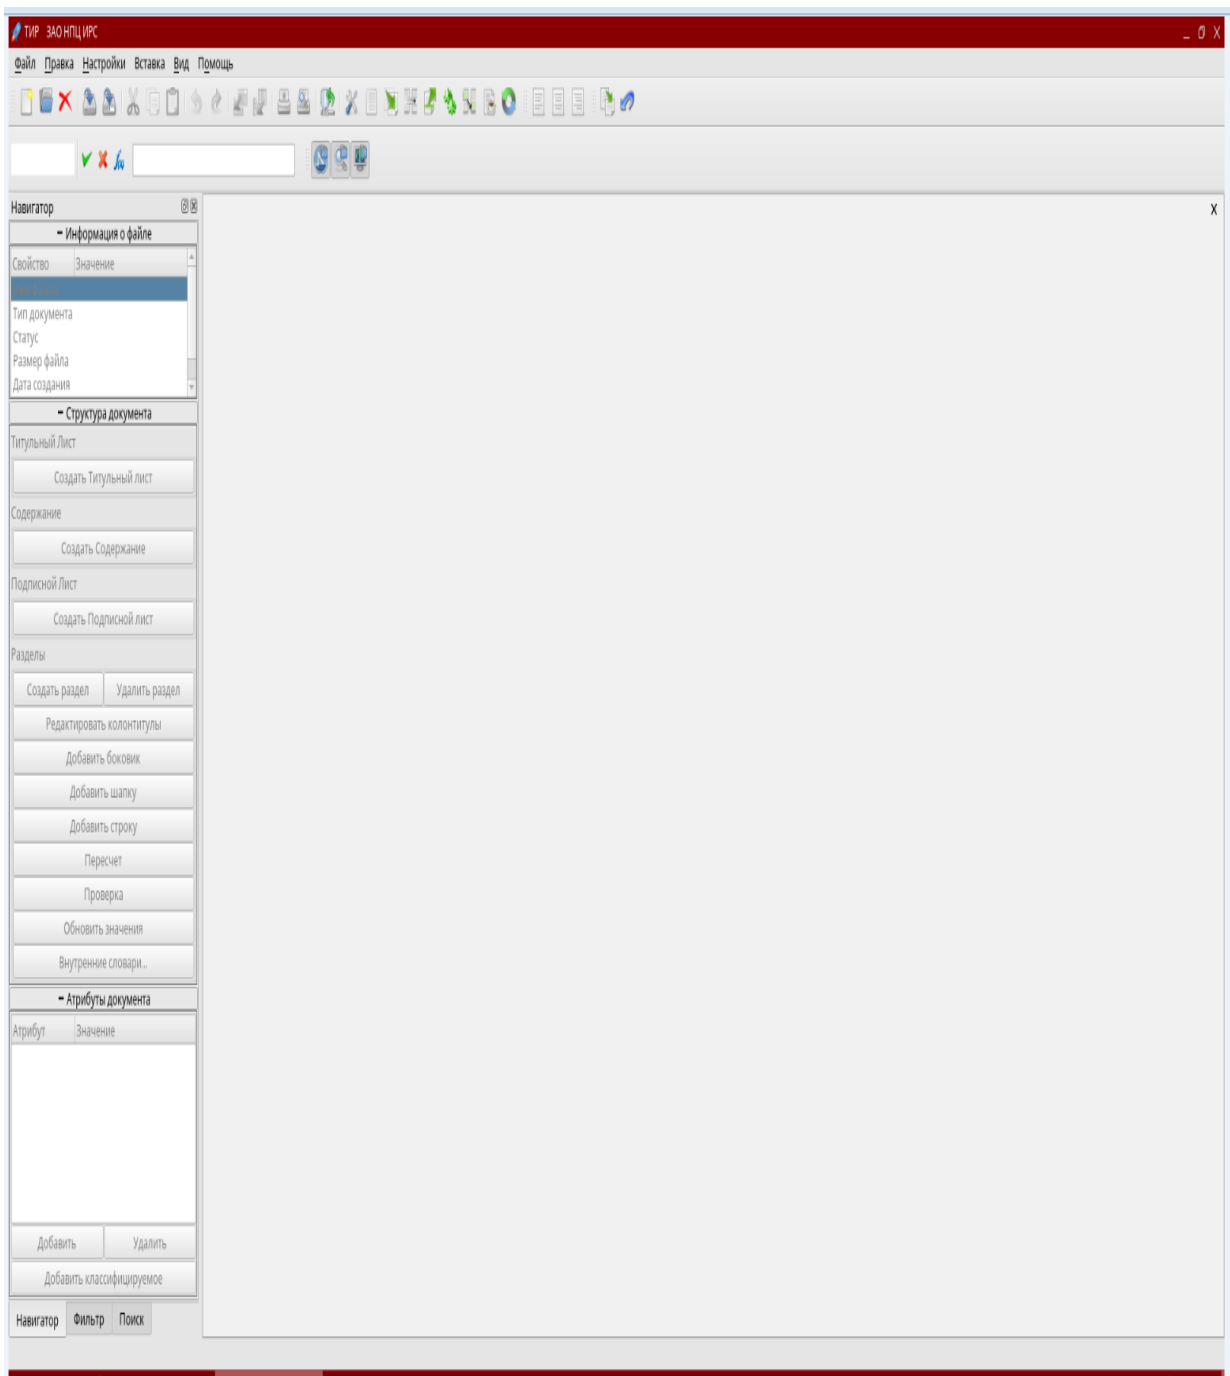 ТИР ЗАО НПЦ ИРС
Файл Правка Настройки Вставка Вид Помощь
Навигатор
Информация о файле
Свойство Значение
Тип документа
Статус
Размер файла
Дата создания
Структура документа
Титульный Лист
Создать Титульный лист
Содержание
Создать Содержание
Подписной Лист
Создать Подписной лист
Разделы
Создать раздел Удалить раздел
Редактировать колонтитулы
Добавить боковик
Добавить шапку
Добавить строку
Пересчет
Проверка
Обновить значения
Внутренние словари...
Атрибуты документа
Атрибут Значение
Добавить Удалить
Добавить классифицируемое
Навигатор Фильтр Поиск